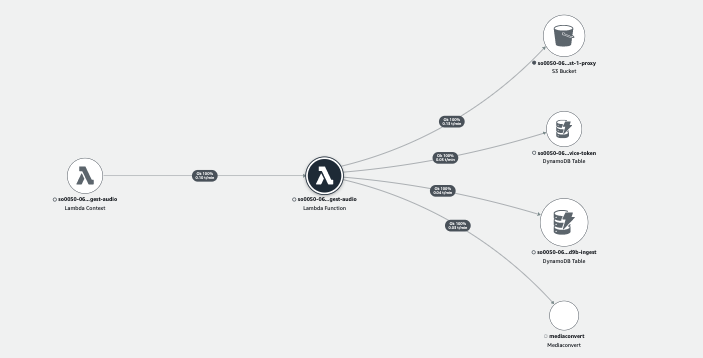 so0050-06...st-1-proxy
S3 Bucket
Ok 100%
0.13 t/min
so0050-06...vice-token
DynamoDB Table
Ok 100%
0.05 t/min
Ok 100%
0.10 t/min
so0050-06...gest-audio
Lambda Context
so0050-06...gest-audio
Lambda Function
Ok 100%
0.04 t/min
so0050-06...d9b-ingest
DynamoDB Table
Ok 100%
0.03 t/min
mediaconvert
Mediaconvert